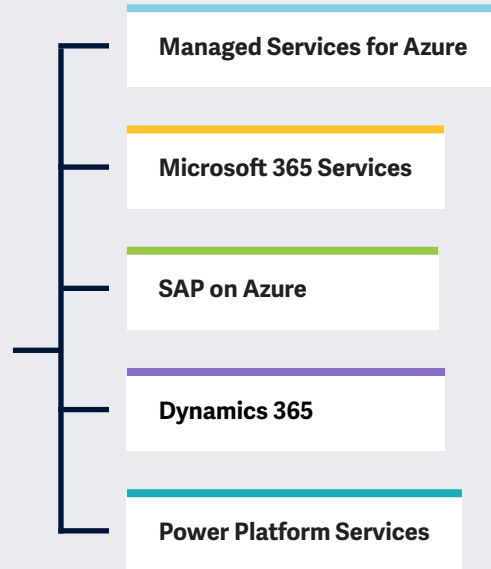 Managed Services for Azure
Microsoft 365 Services
SAP on Azure
Dynamics 365
Power Platform Services